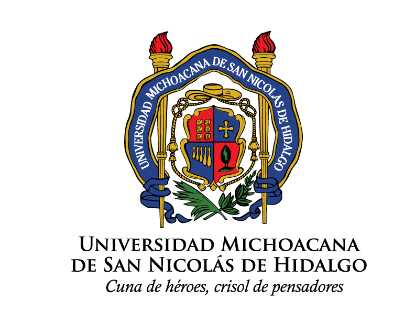 UNIVERSIDAD MICHOACANA DE SAN NICOLAS DE HIDALGO
UNIVERSIDAD MICHOACANA
DE SAN NICOLÁS DE HIDALGO
Cuna de héroes, crisol de pensadores